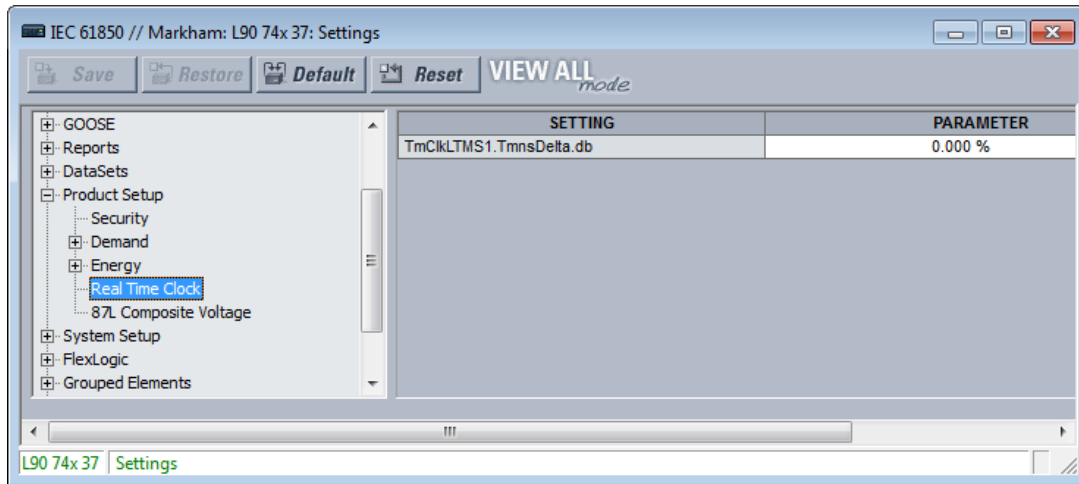 IEC 61850 // Markham: L90 74x 37: Settings
Save Restore Default Reset VIEW ALL mode
GOOSE
Reports
DataSets
Product Setup
Security
Demand
Energy
Real Time Clock
87L Composite Voltage
System Setup
FlexLogic
Grouped Elements
SETTING PARAMETER
TmClkLTMS1.TmnsDelta.db 0.000 %
L90 74x 37 Settings